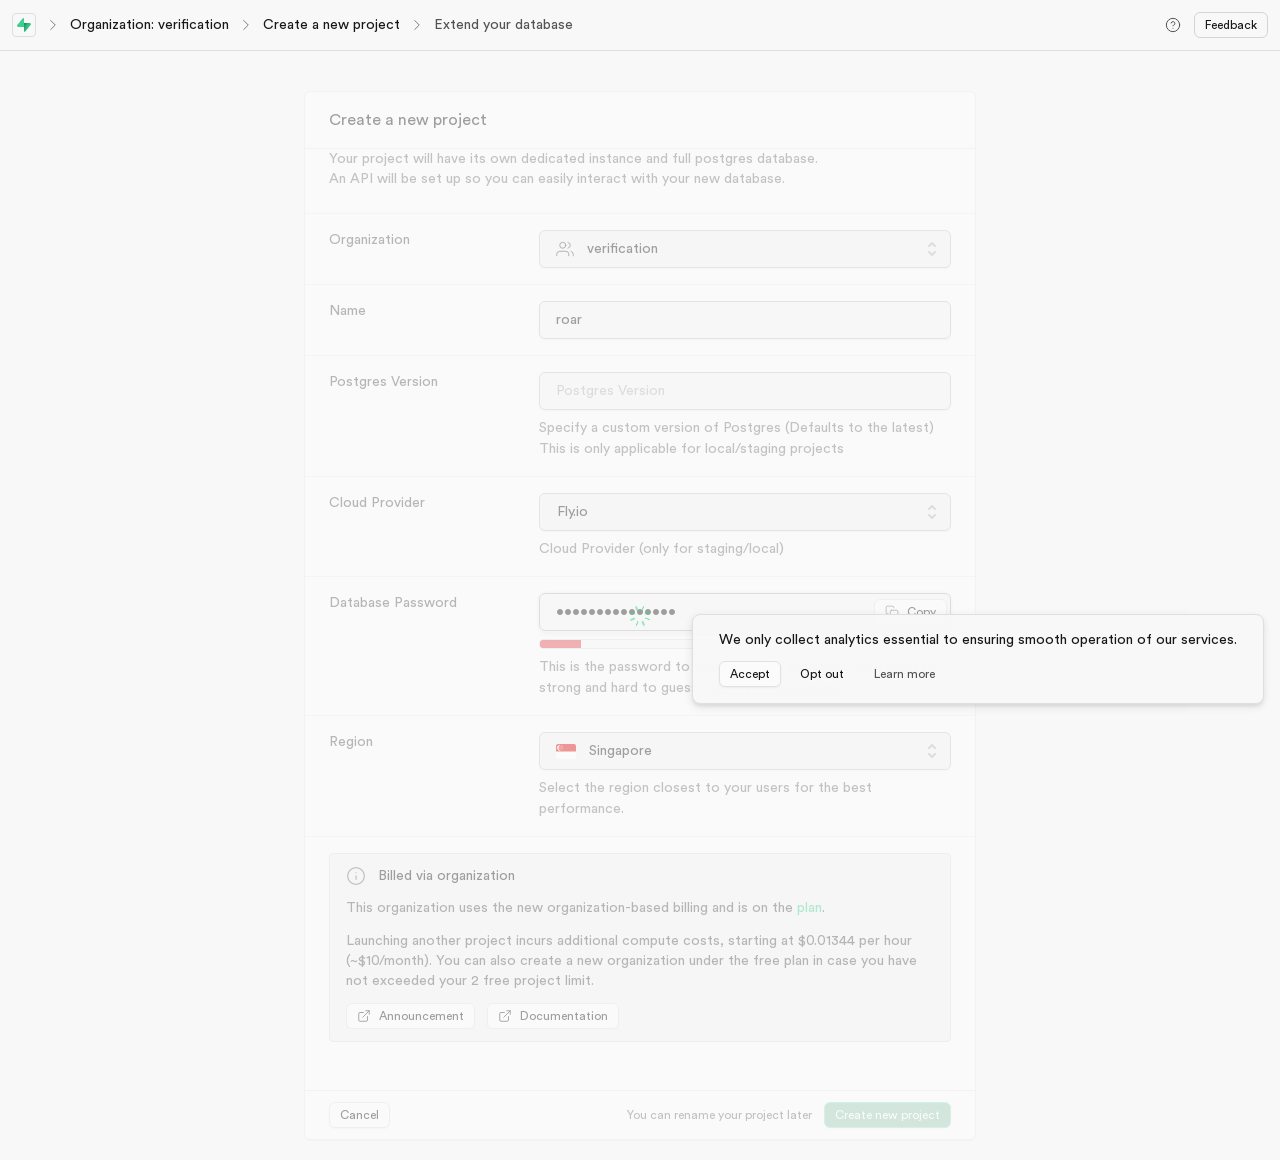 Organization: verification
Create a new project
Extend your database
Feedback
Create a new project
Your project will have its own dedicated instance and full postgres database.
An API will be set up so you can easily interact with your new database.
Organization
verification
Name
roar
Postgres Version
Postgres Version
Specify a custom version of Postgres (Defaults to the latest)
This is only applicable for local/staging projects
Cloud Provider
Fly.io
Cloud Provider (only for staging/local)
Database Password
Copy
This is the password to
strong and hard to
We only collect analytics essential to ensuring smooth operation of our services.
Accept
Opt out
Learn more
Region
Singapore
Select the region closest to your users for the best
performance.
Billed via organization
This organization uses the new organization-based billing and is on the plan.
Launching another project incurs additional compute costs, starting at $0.01344 per hour
(~$10/month). You can also create a new organization under the free plan in case you have
not exceeded your 2 free project limit.
Announcement
Documentation
Cancel
You can rename your project later
Create new project